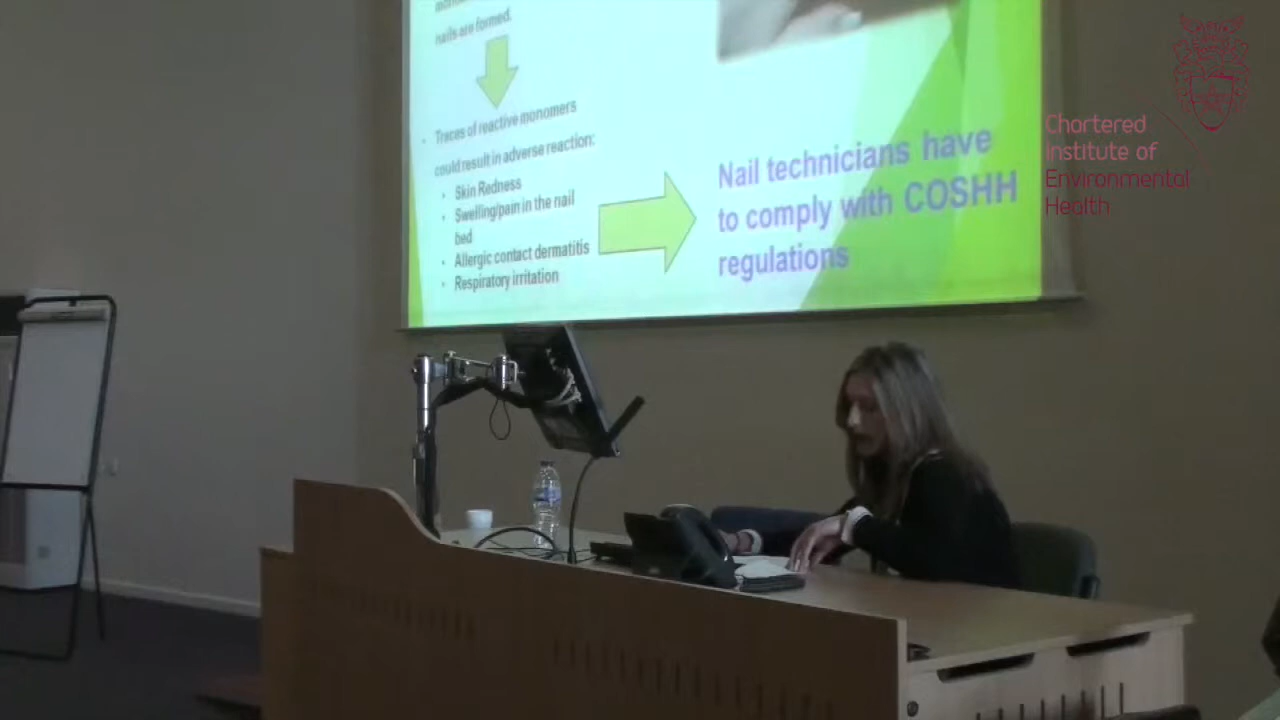 nails are formed.
Traces of reactive monomers
could result in adverse reaction:
Skin Redness
Swelling/pain in the nail
bed
Allergic contact dermatitis
Respiratory irritation
Nail technicians have
to comply with COSHH
regulations
Chartered
Institute of
Environmental
Health